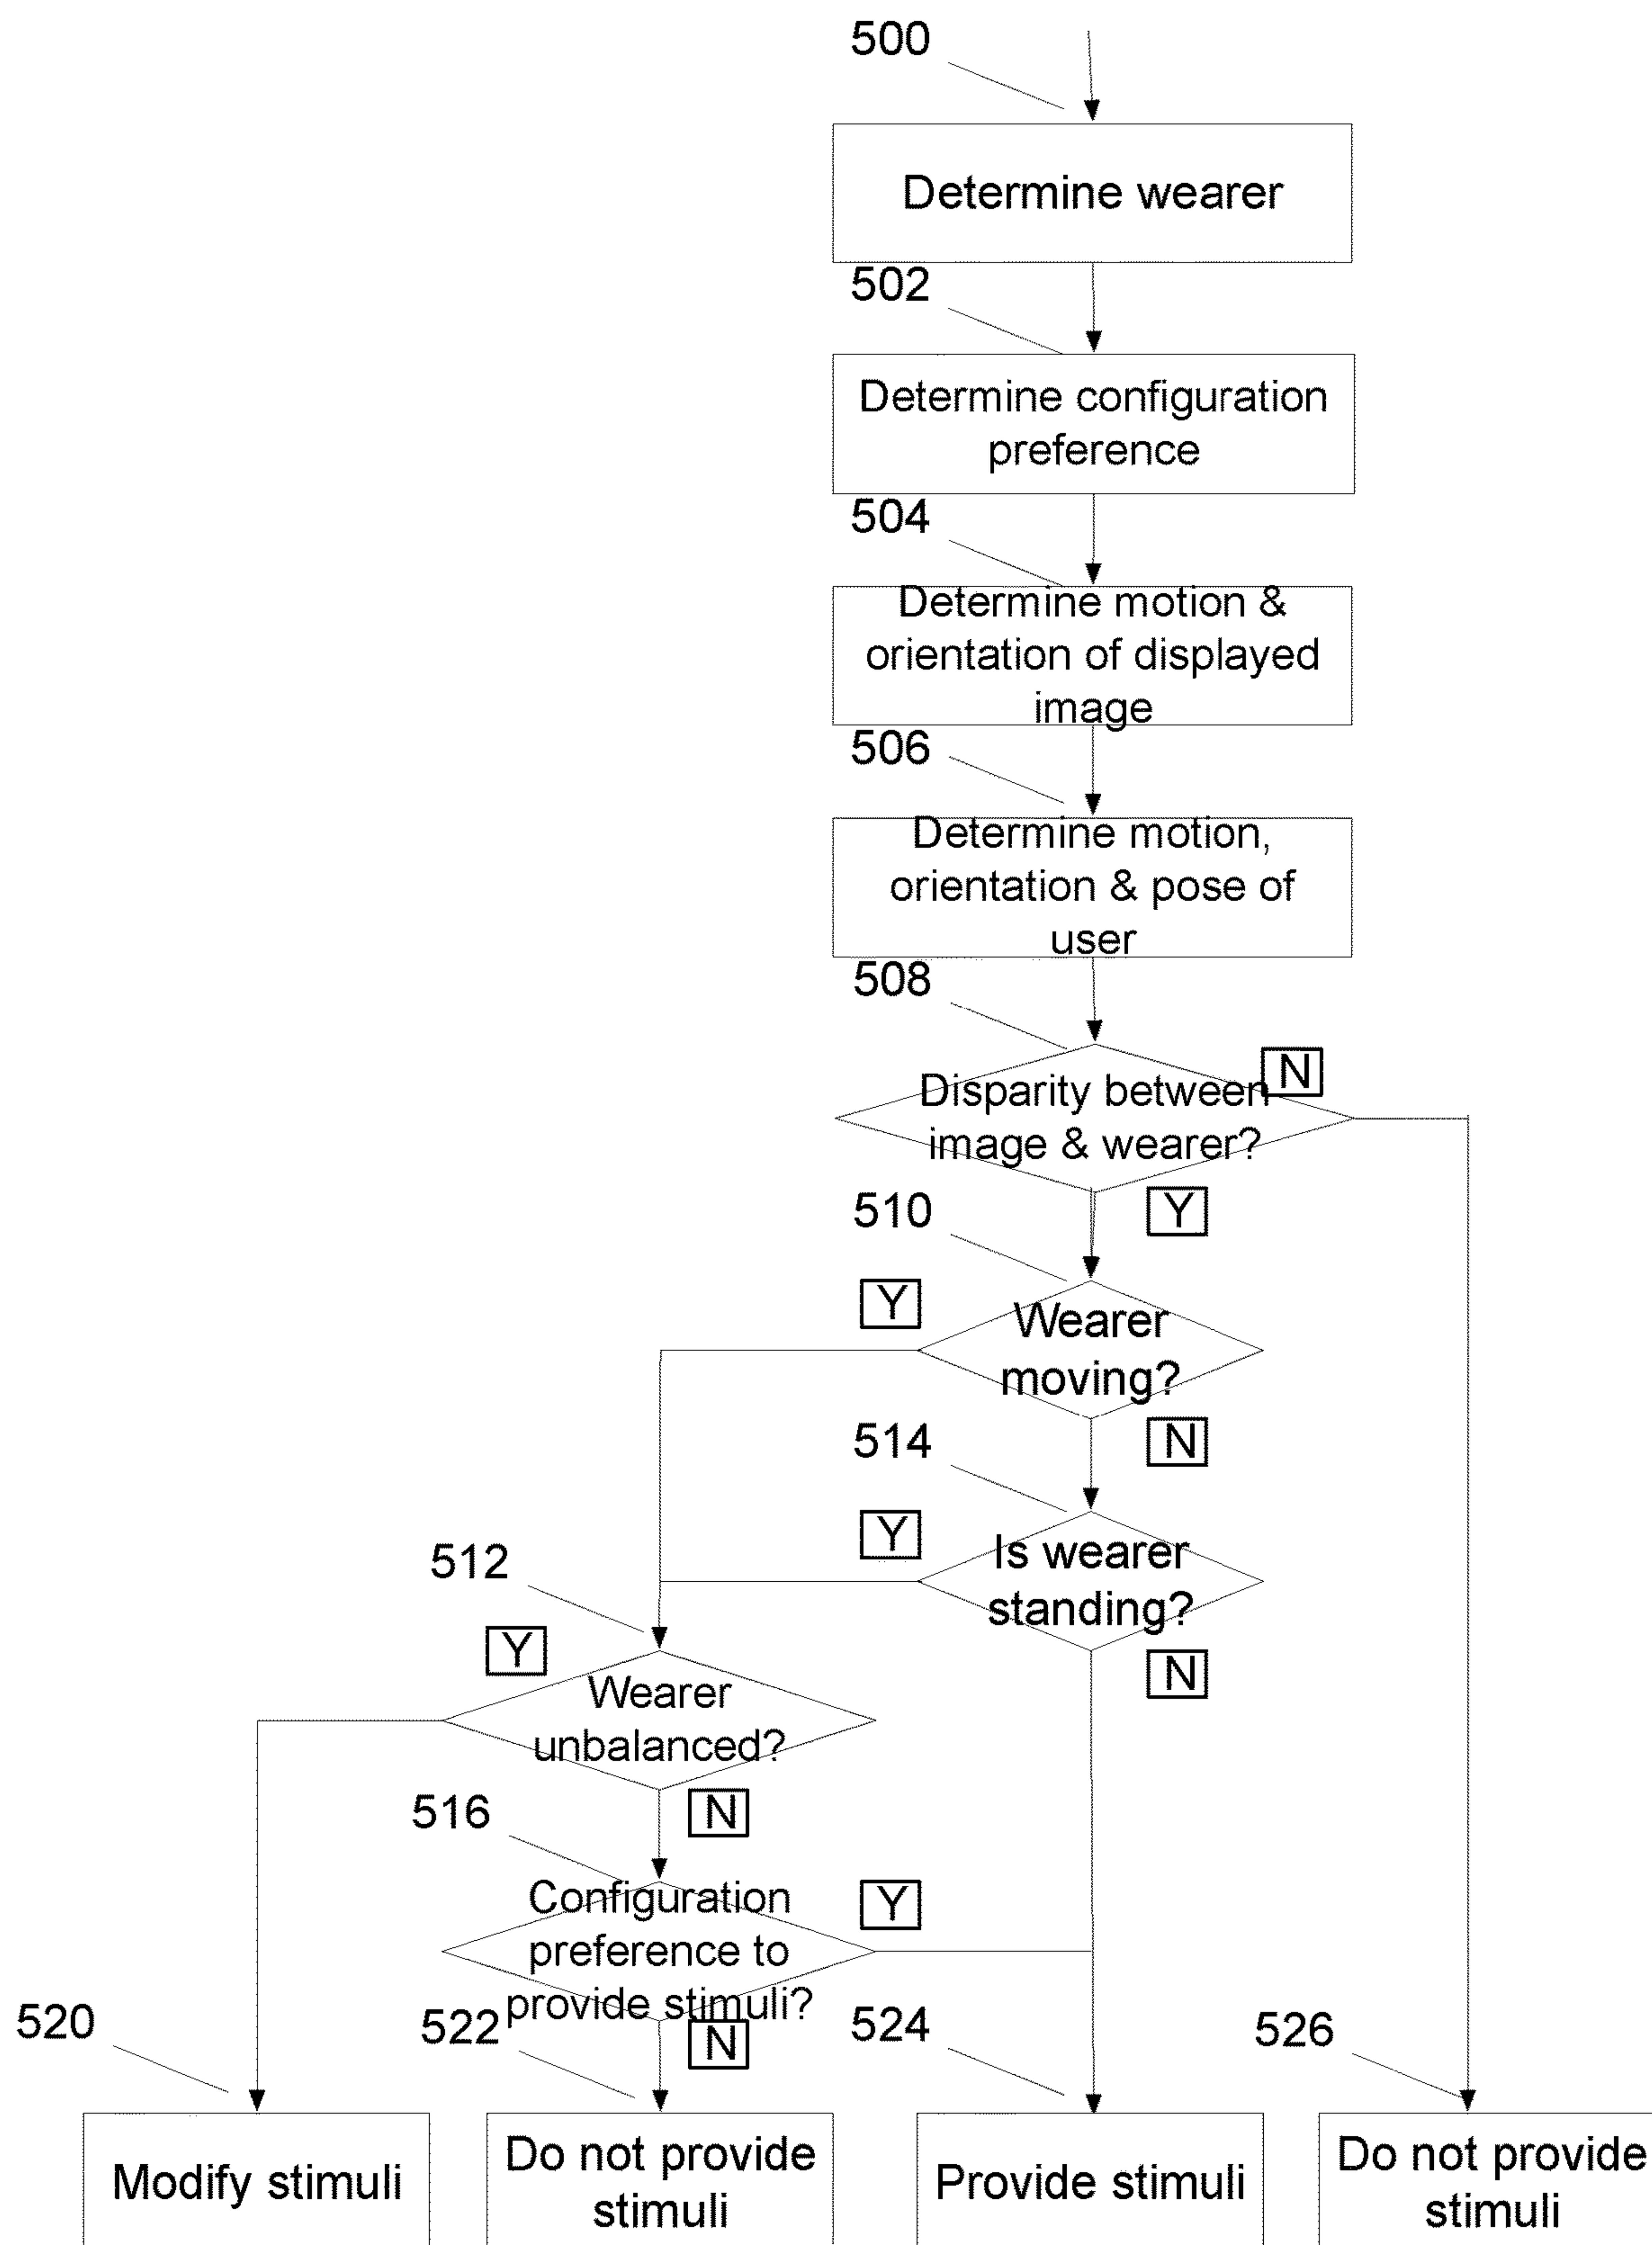 500
Determine wearer
502
Determine configuration
preference
504
Determine motion &
orientation of displayed
image
506
Determine motion,
orientation & pose of
user
508
Disparity between
image & wearer?
N
Y
510
Y
Wearer
moving?
N
514
Y
Is wearer
standing?
N
512
Y
Wearer
unbalanced?
N
516
Configuration
preference to
provide stimuli?
Y
N
520
Modify stimuli
522
Do not provide
stimuli
524
Provide stimuli
526
Do not provide
stimuli